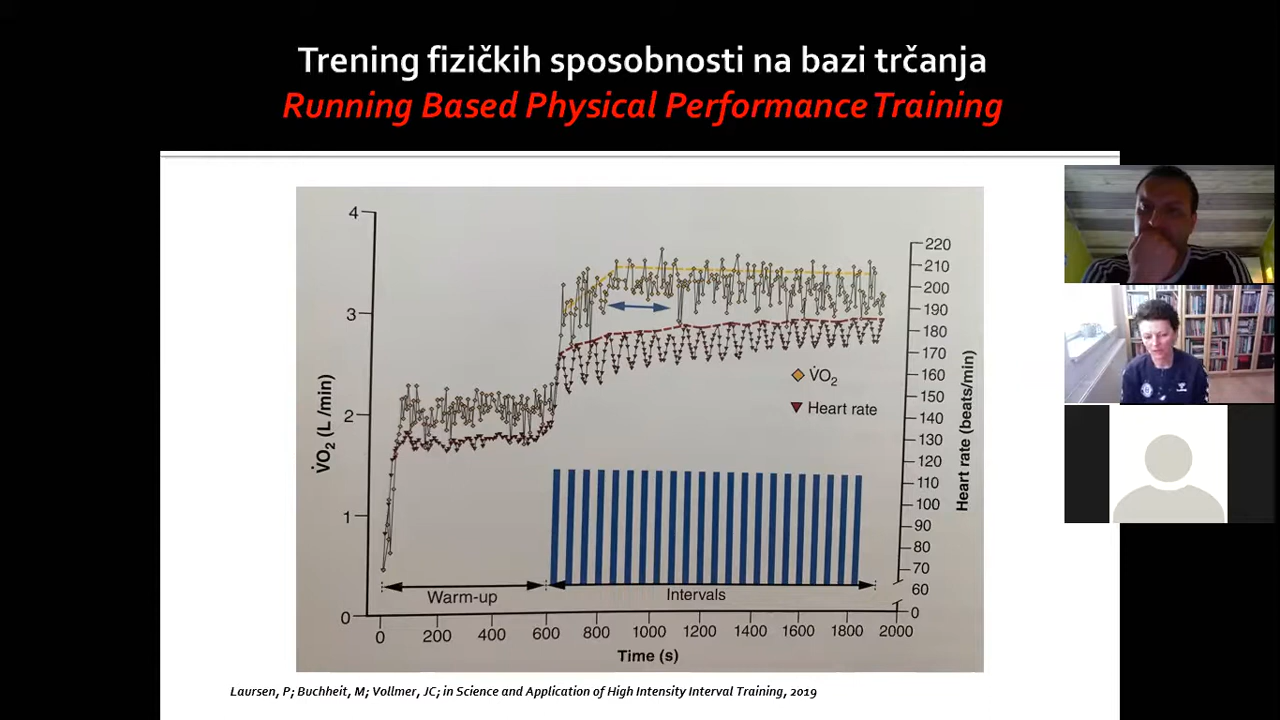 Trening fizičkih sposobnosti na bazi trčanja
Running Based Physical Performance Training
4
3
2
1
0
V̇O2 (L /min)
220
210
200
190
180
170
160
150
140
130
120
110
100
90
80
70
60
0
Heart rate (beats/min)
V̇O2
Heart rate
Warm-up
Intervals
0 200 400 600 800 1000 1200 1400 1600 1800 2000
Time (s)
Laursen, P; Buchheit, M; Vollmer, JC; in Science and Application of High Intensity Interval Training, 2019